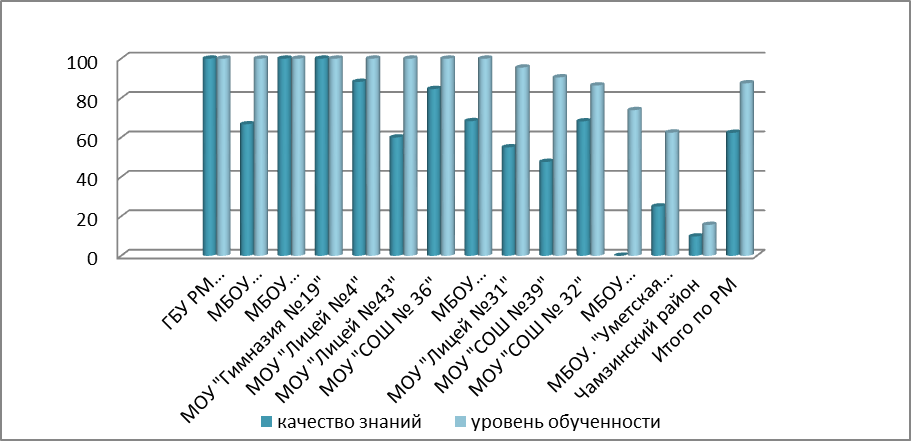 100
80
60
40
20
0
ГБУ РМ…
МБОУ…
МБОУ…
МОУ "Гимназия №19"
МОУ "Лицей №4"
МОУ "Лицей №43"
МОУ "СОШ № 36"
МБОУ…
МОУ "Лицей №31"
МОУ "СОШ №39"
МОУ "СОШ № 32"
МБОУ…
МБОУ. "Уметская…
Чамзинский район
Итого по РМ
качество знаний
уровень обученности